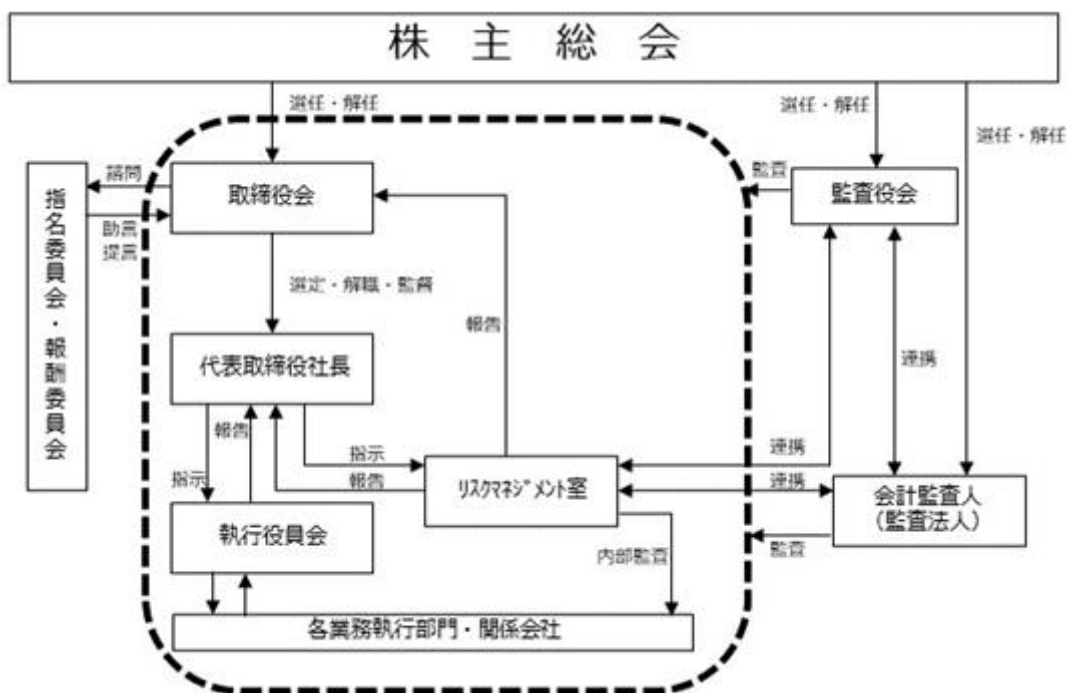 株主総会
選任・解任
選任・解任
選任・解任
諮問
取締役会
監査
監査役会
助言
提言
指名委員会・報酬委員会
選定・解職・監督
報告
代表取締役社長
連携
報告
指示
指示
報告
リスクマネジメント室
連携
連携
会計監査人
(監査法人)
執行役員会
内部監査
監査
各業務執行部門・関係会社